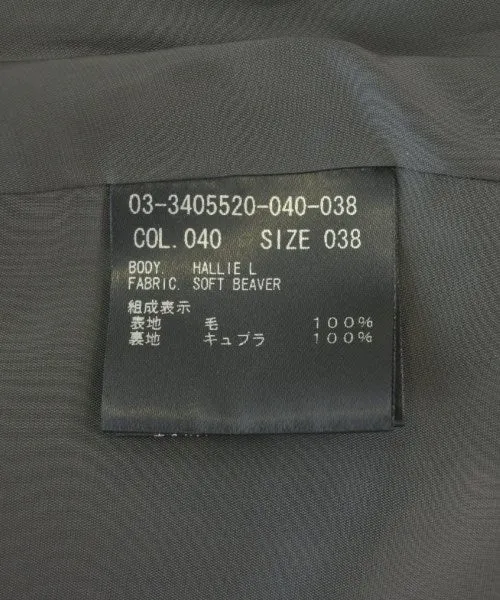 03-3405520-040-038
COL.040 SIZE 038
BODY. HALLIE L
FABRIC. SOFT BEAVER
組成表示
表地 毛 100%
裏地 キュプラ 100%